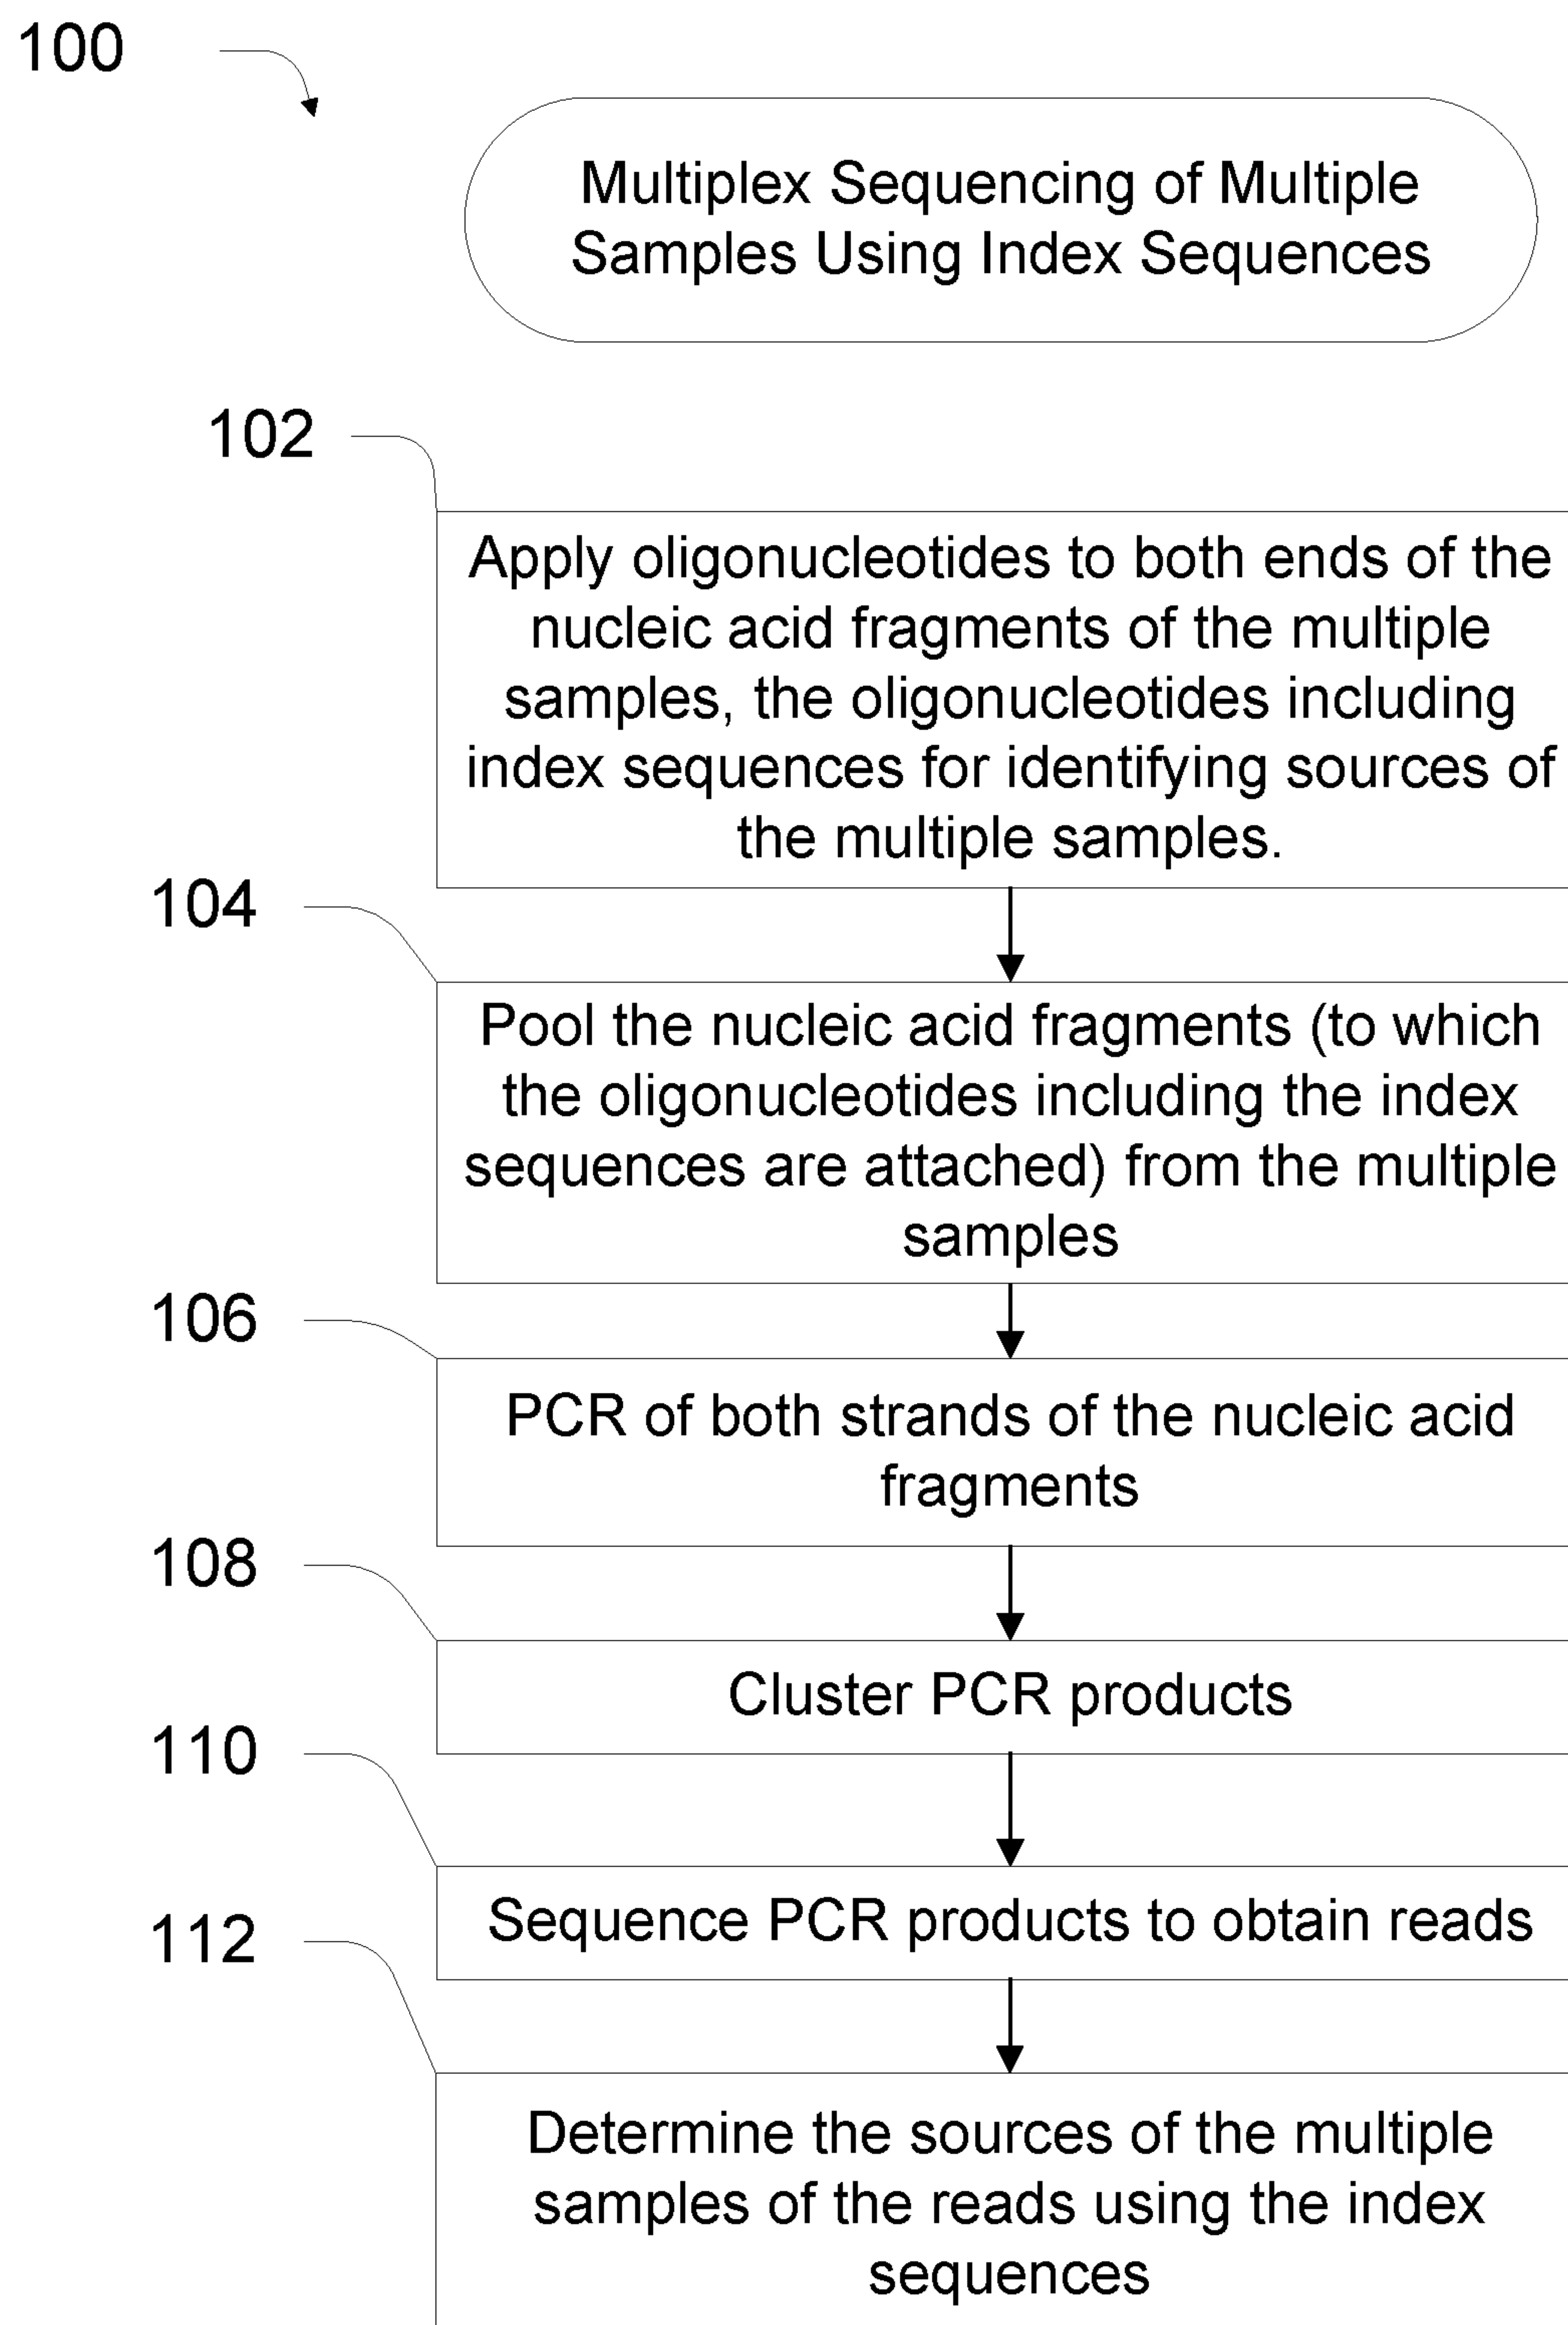 100
Multiplex Sequencing of Multiple
Samples Using Index Sequences
102
Apply oligonucleotides to both ends of the
nucleic acid fragments of the multiple
samples, the oligonucleotides including
index sequences for identifying sources of
the multiple samples.
104
Pool the nucleic acid fragments (to which
the oligonucleotides including the index
sequences are attached) from the multiple
samples
106
PCR of both strands of the nucleic acid
fragments
108
Cluster PCR products
110
Sequence PCR products to obtain reads
112
Determine the sources of the multiple
samples of the reads using the index
sequences